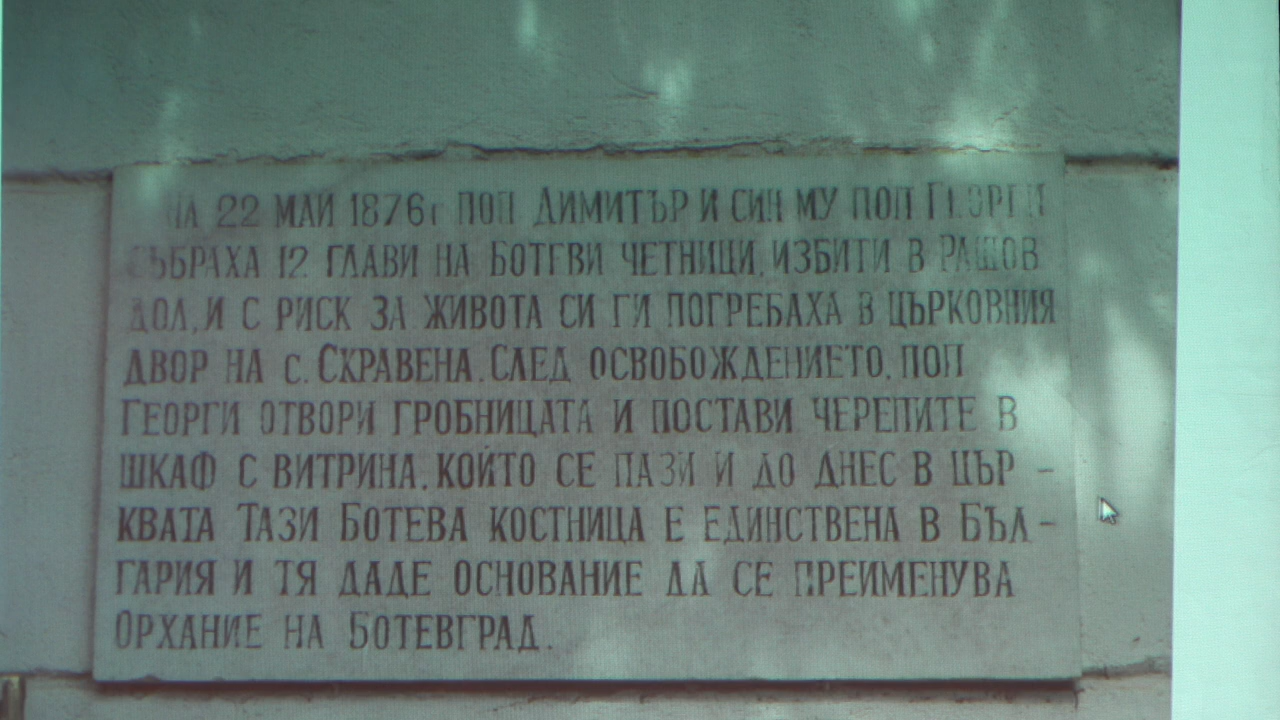 НА 22 МАЙ 1876г ПОП ДИМИТЪР И СИН МУ ПОП ГЕОРГИ
СЪБРАХА 12 ГЛАВИ НА БОТЕВИ ЧЕТНИЦИ, ИЗБИТИ В РАШОВ
ДОЛ, И С РИСК ЗА ЖИВОТА СИ ГИ ПОГРЕБАХА В ЦЪРКОВНИЯ
ДВОР НА с. СКРАВЕНА. СЛЕД ОСВОБОЖДЕНИЕТО, ПОП
ГЕОРГИ ОТВОРИ ГРОБНИЦАТА И ПОСТАВИ ЧЕРЕПИТЕ В
ШКАФ С ВИТРИНА, КОЙТО СЕ ПАЗИ И ДО ДНЕС В ЦЪР -
КВАТА ТАЗИ БОТЕВА КОСТНИЦА Е ЕДИНСТВЕНА В БЪЛ -
ГАРИЯ И ТЯ ДАДЕ ОСНОВАНИЕ ДА СЕ ПРЕИМЕНУВА
ОРХАНИЕ НА БОТЕВГРАД.